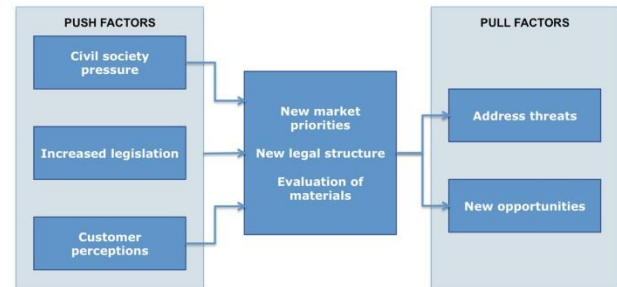 PUSH FACTORS
Civil society
pressure
Increased legislation
Customer
perceptions
New market
priorities
New legal structure
Evaluation of
materials
PULL FACTORS
Address threats
New opportunities